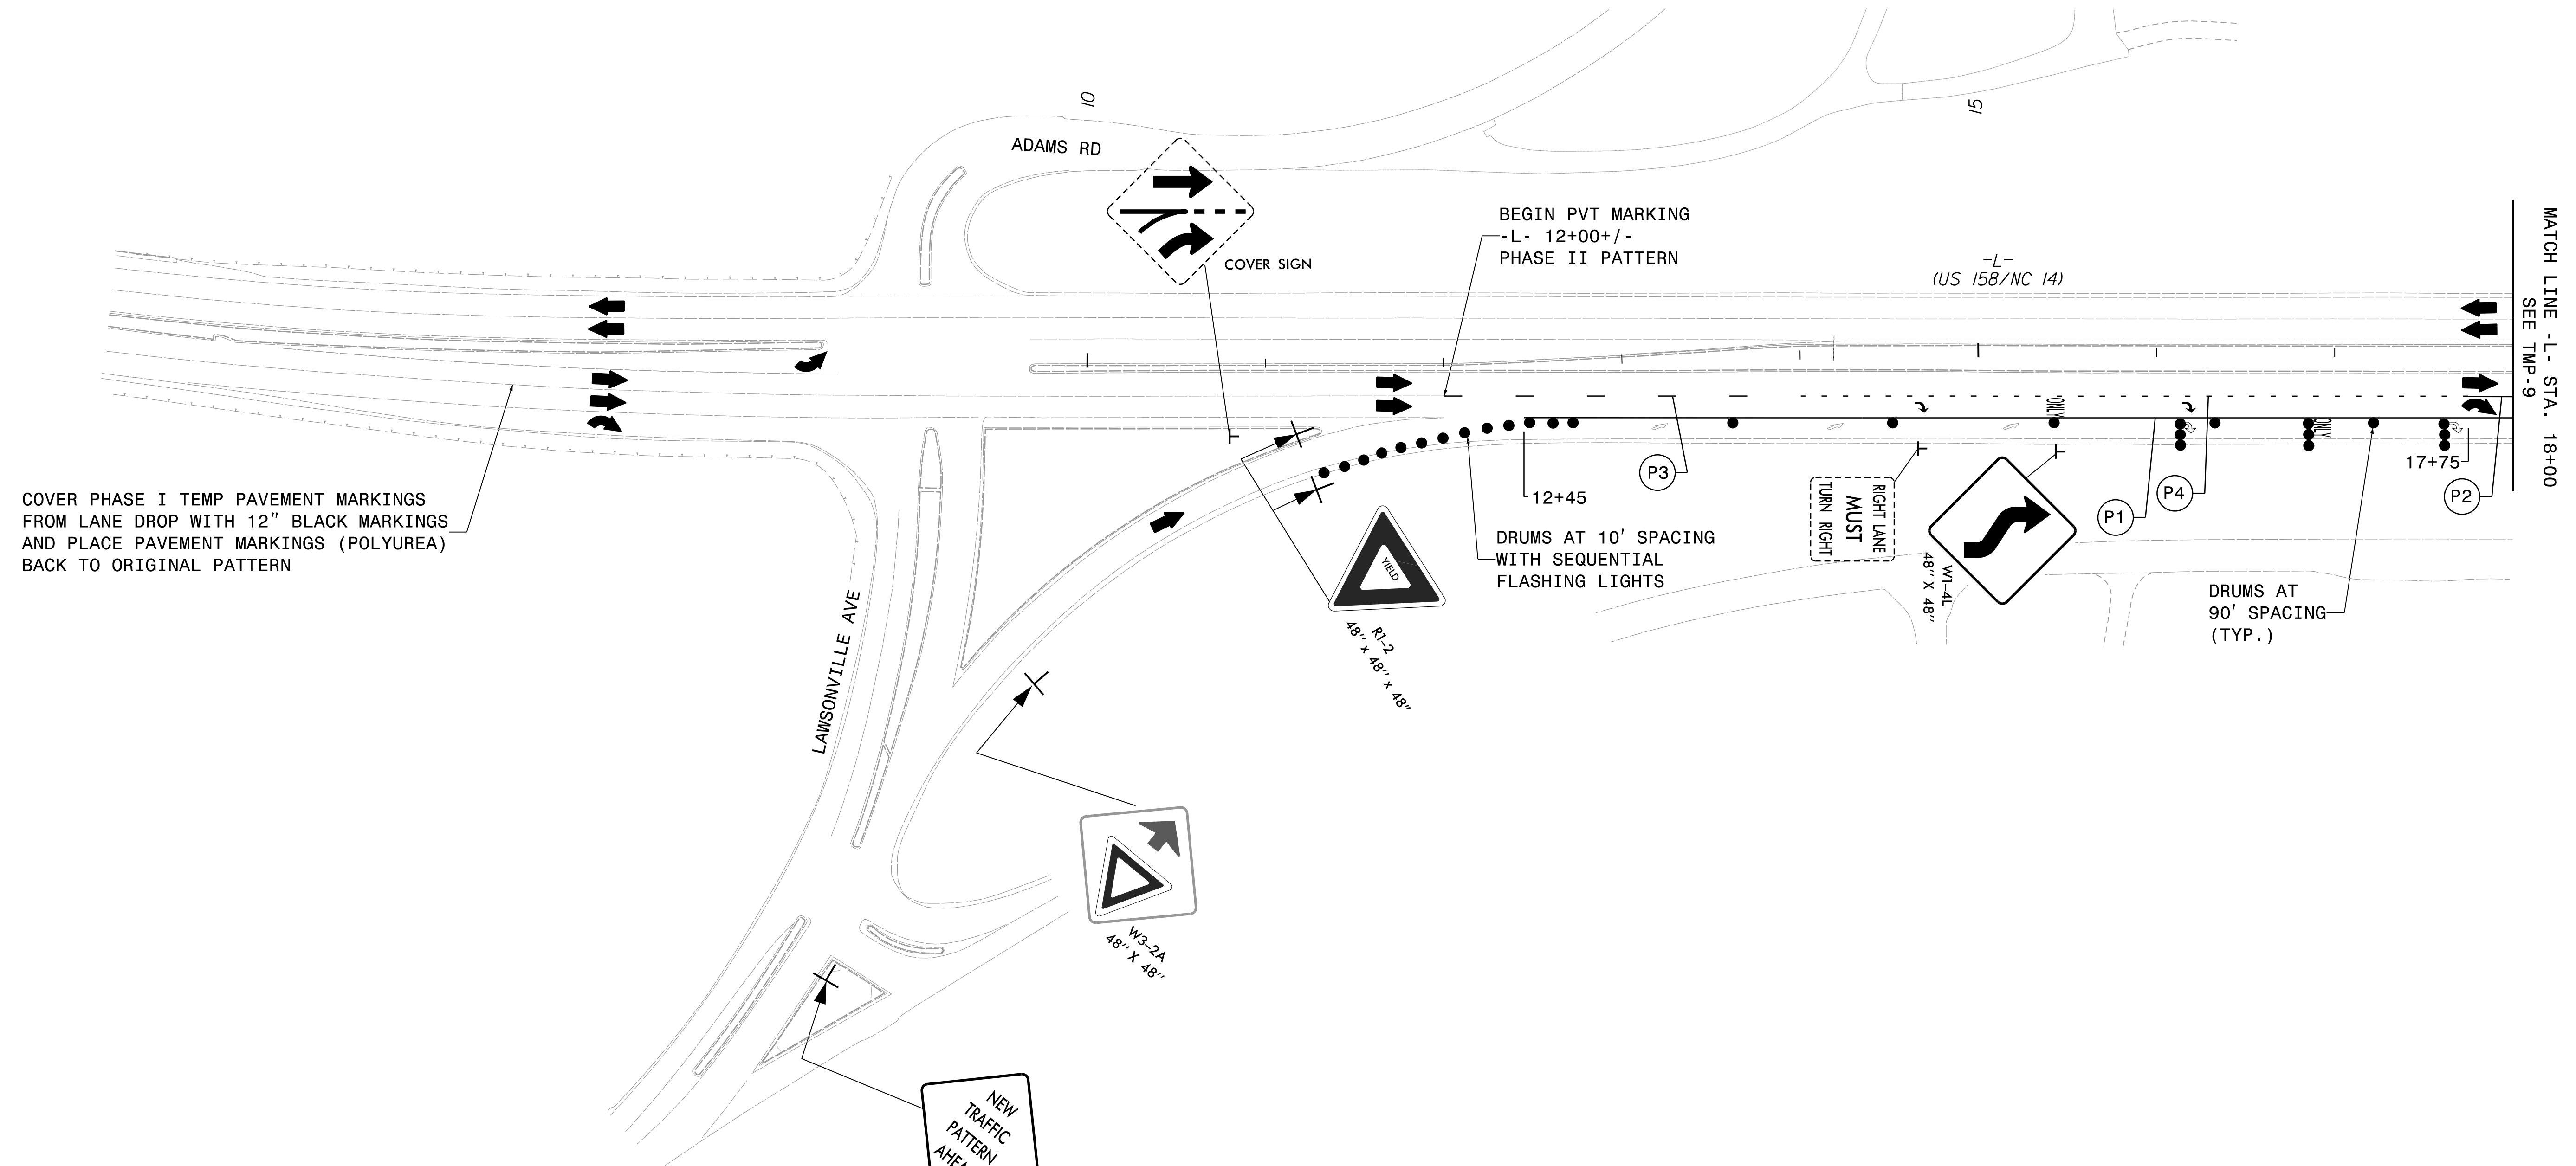 10
15
ADAMS RD
COVER SIGN
BEGIN PVT MARKING
-L- 12+00+/-
PHASE II PATTERN
-L-
(US 158/NC 14)
MATCH LINE -L- STA. 18+00
SEE TMP-9
COVER PHASE I TEMP PAVEMENT MARKINGS
FROM LANE DROP WITH 12" BLACK MARKINGS
AND PLACE PAVEMENT MARKINGS (POLYUREA)
BACK TO ORIGINAL PATTERN
LAWSONVILLE AVE
YIELD
R1-2
48" x 48" x 48"
12+45
DRUMS AT 10' SPACING
WITH SEQUENTIAL
FLASHING LIGHTS
P3
ONLY
ONLY
RIGHT LANE
MUST
TURN RIGHT
W1-4L
48" X 48"
P1
P4
17+75
P2
DRUMS AT
90' SPACING
(TYP.)
W3-2A
48" X 48"
NEW
TRAFFIC
PATTERN